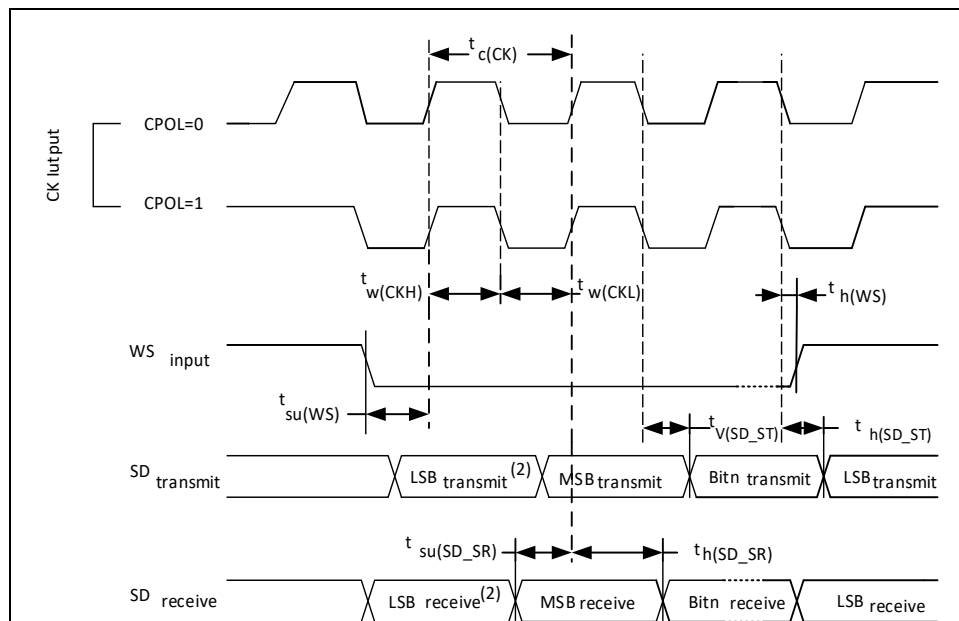 t c(CK)
CK Iutput
CPOL=0
CPOL=1
t w(CKH)
t w(CKL)
t h(WS)
WS input
t su(WS)
t V(SD_ST)
t h(SD_ST)
SD transmit
LSB transmit (2)
MSB transmit
Bitn transmit
LSB transmit
t su(SD_SR)
t h(SD_SR)
SD receive
LSB receive (2)
MSB receive
Bitn receive
LSB receive